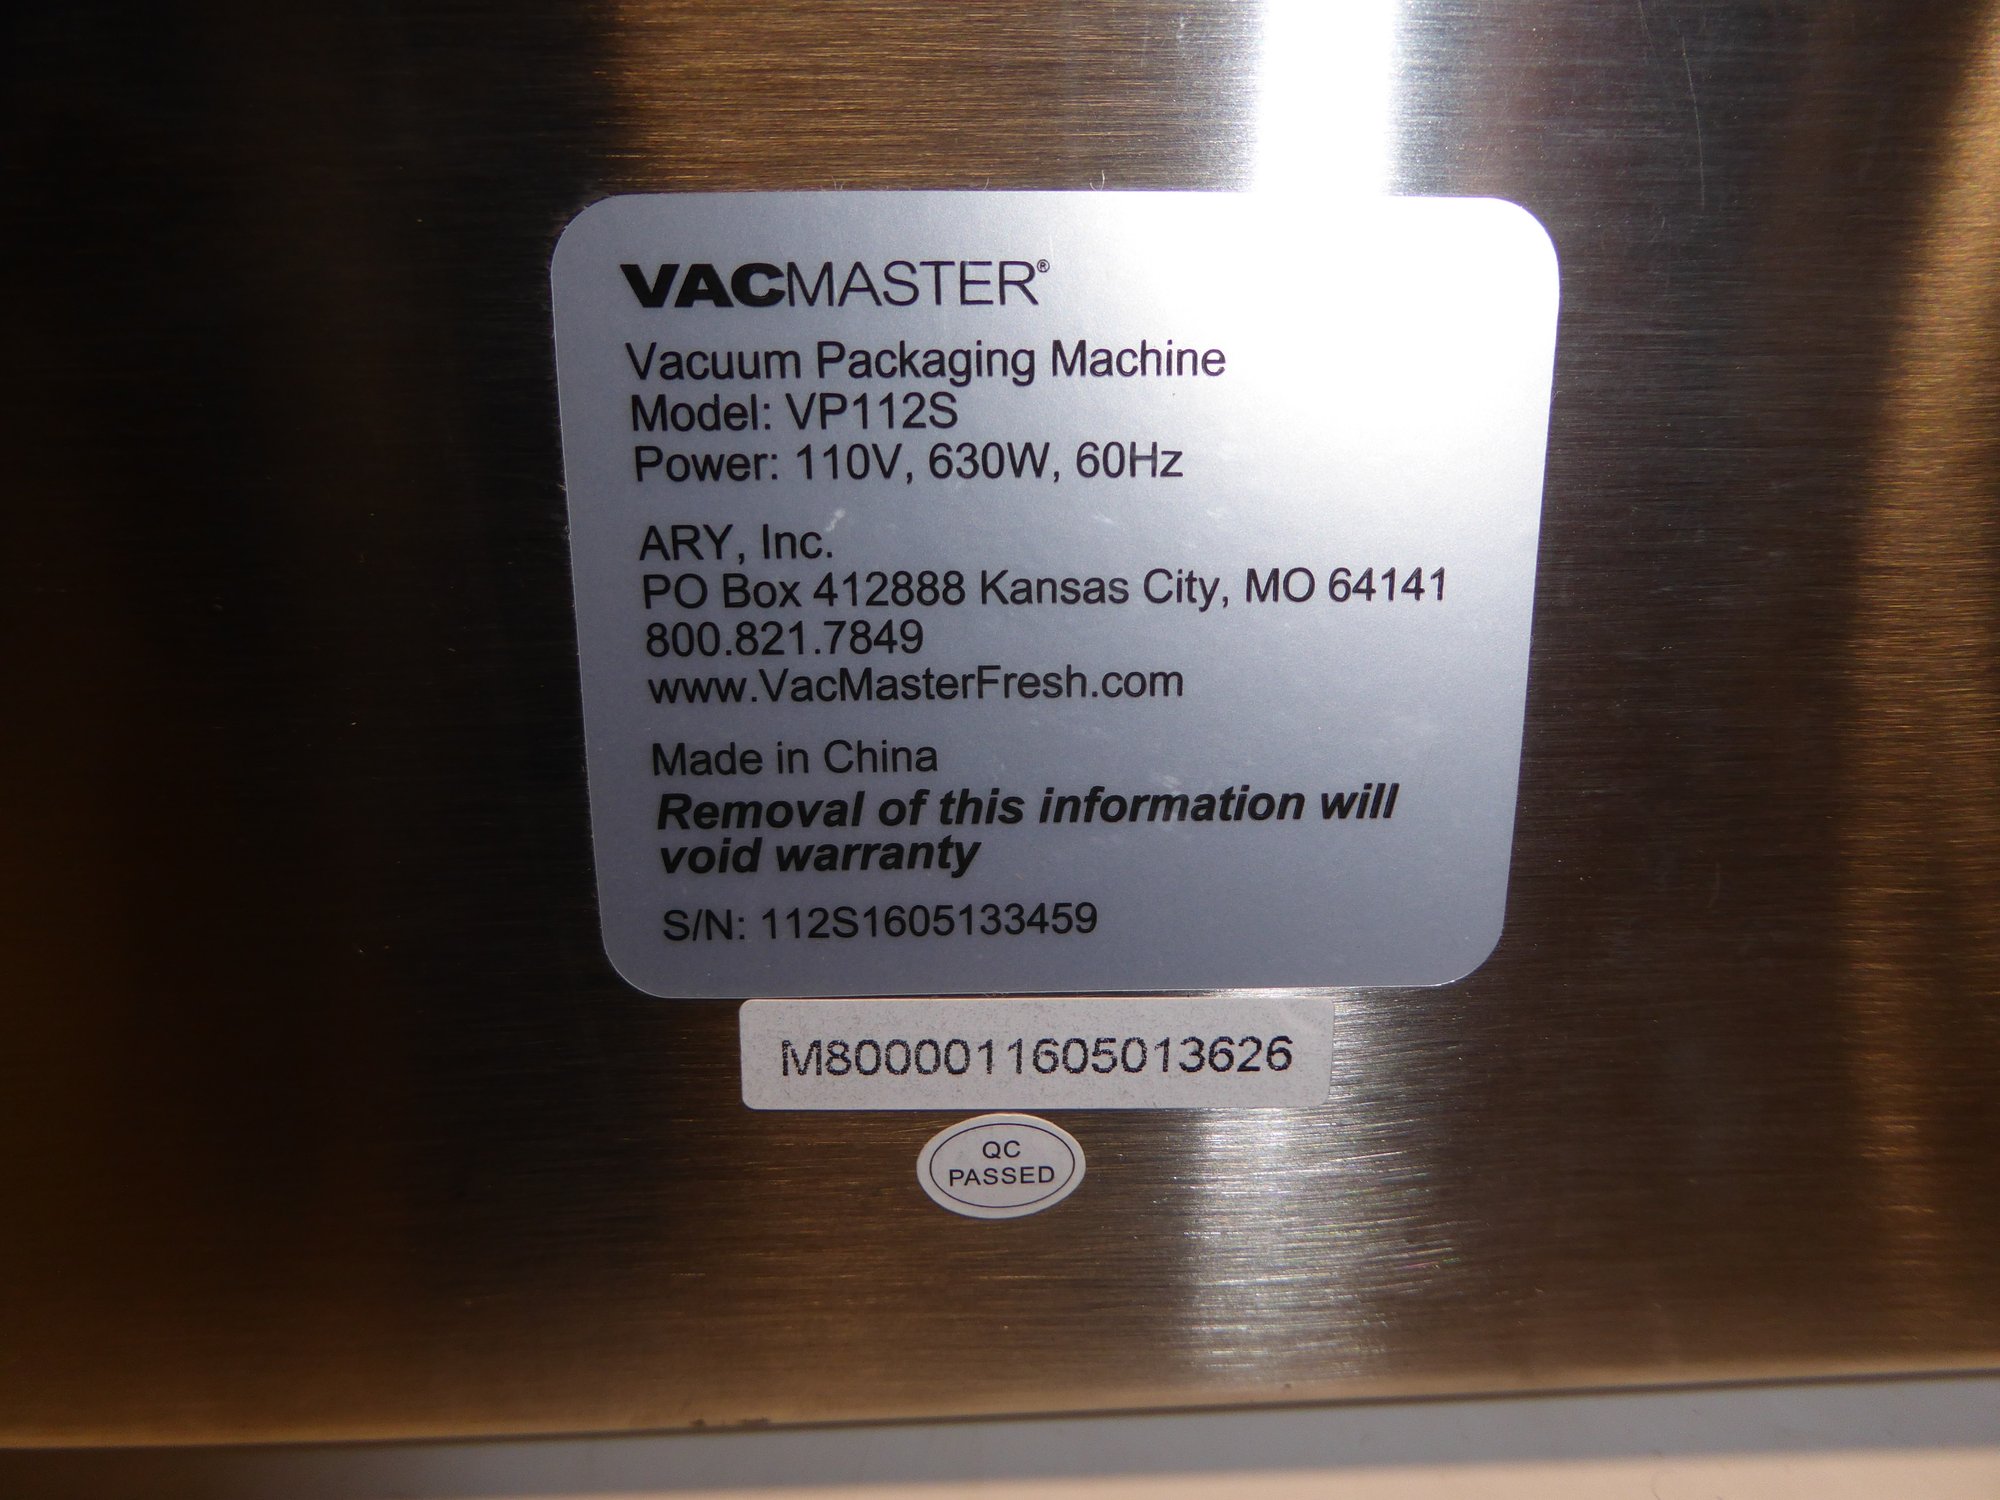 VACMASTER®
Vacuum Packaging Machine
Model: VP112S
Power: 110V, 630W, 60Hz
ARY, Inc.
PO Box 412888 Kansas City, MO 64141
800.821.7849
www.VacMasterFresh.com
Made in China
Removal of this information will
void warranty
S/N: 112S1605133459
M8000011605013626
QC
PASSED